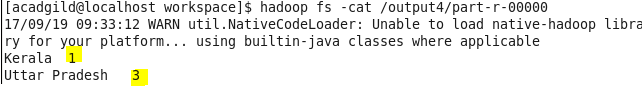 [acadgild@localhost workspace]$ hadoop fs -cat /output4/part-r-00000
17/09/19 09:33:12 WARN util.NativeCodeLoader: Unable to load native-hadoop libra
ry for your platform... using builtin-java classes where applicable
Kerala 1
Uttar Pradesh 3